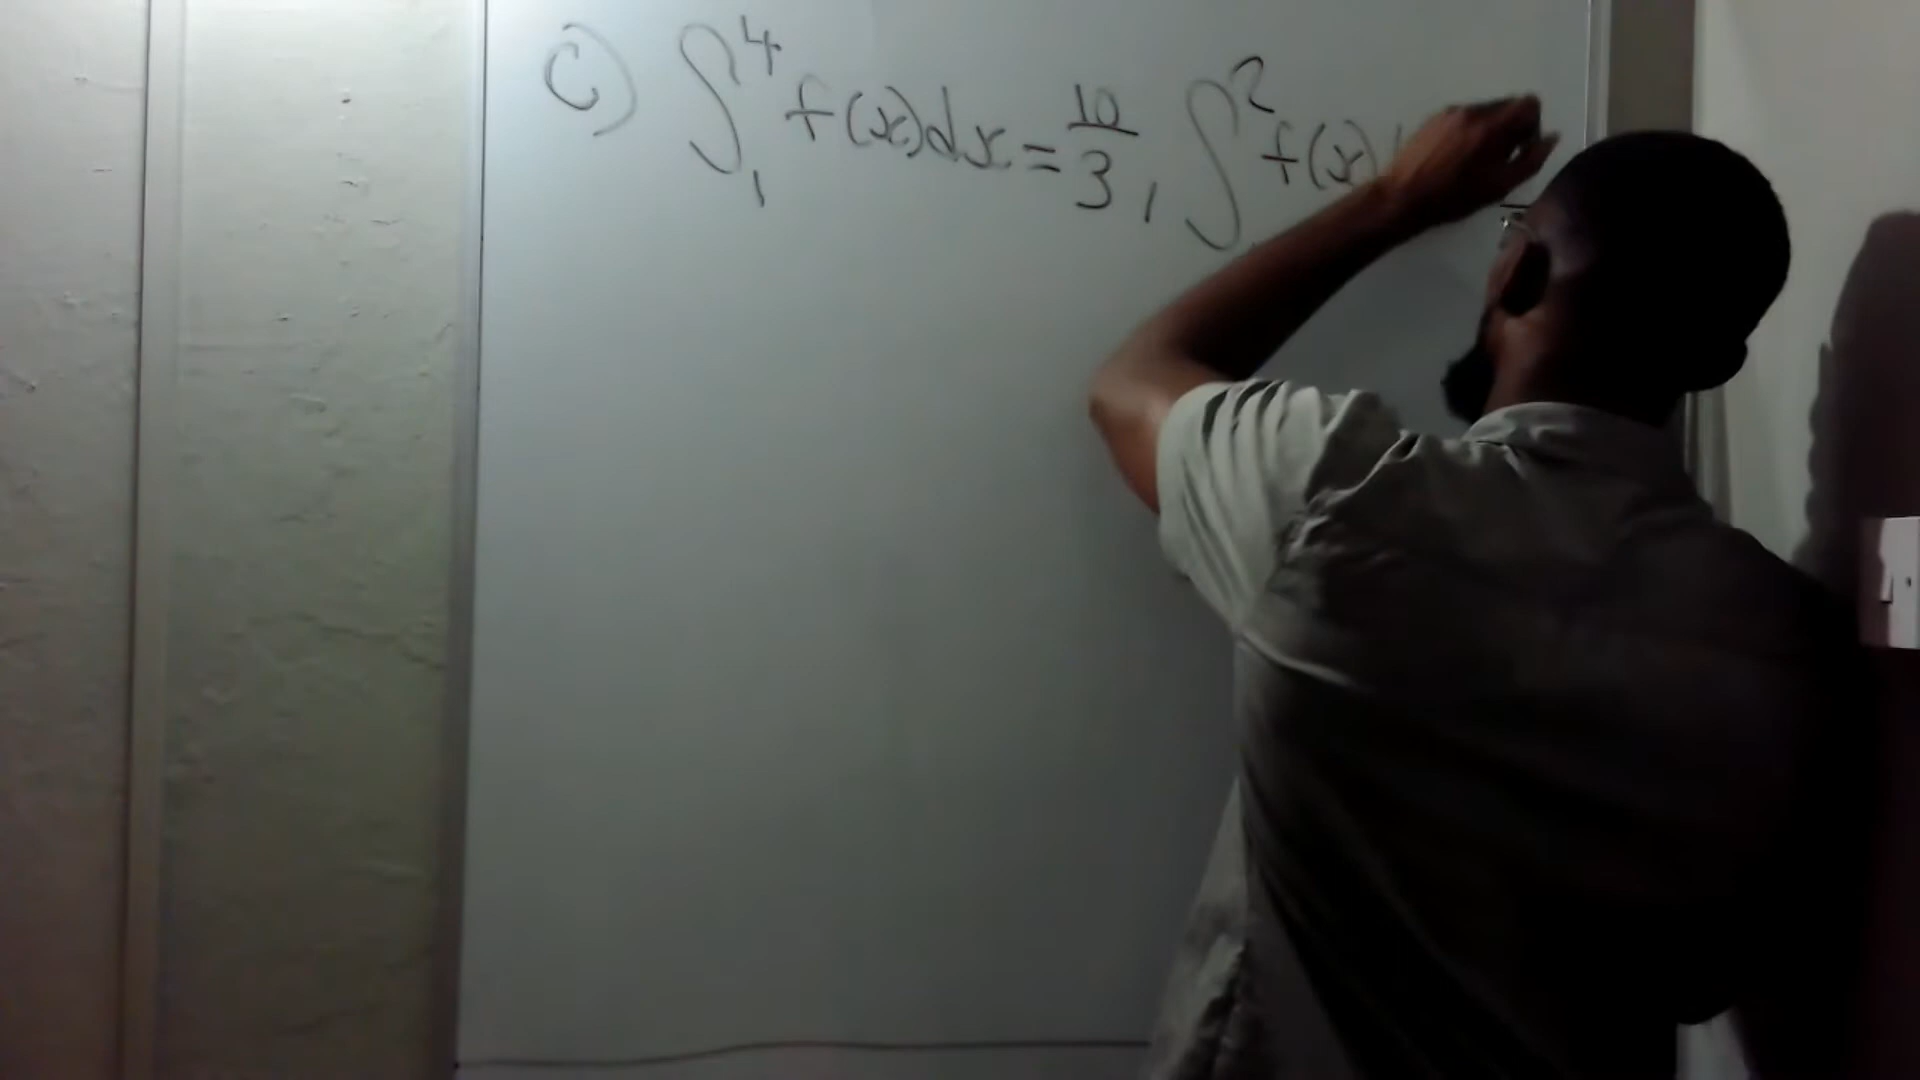 c) ∫₁⁴ f(x)dx = 10/3, ∫² f(x)